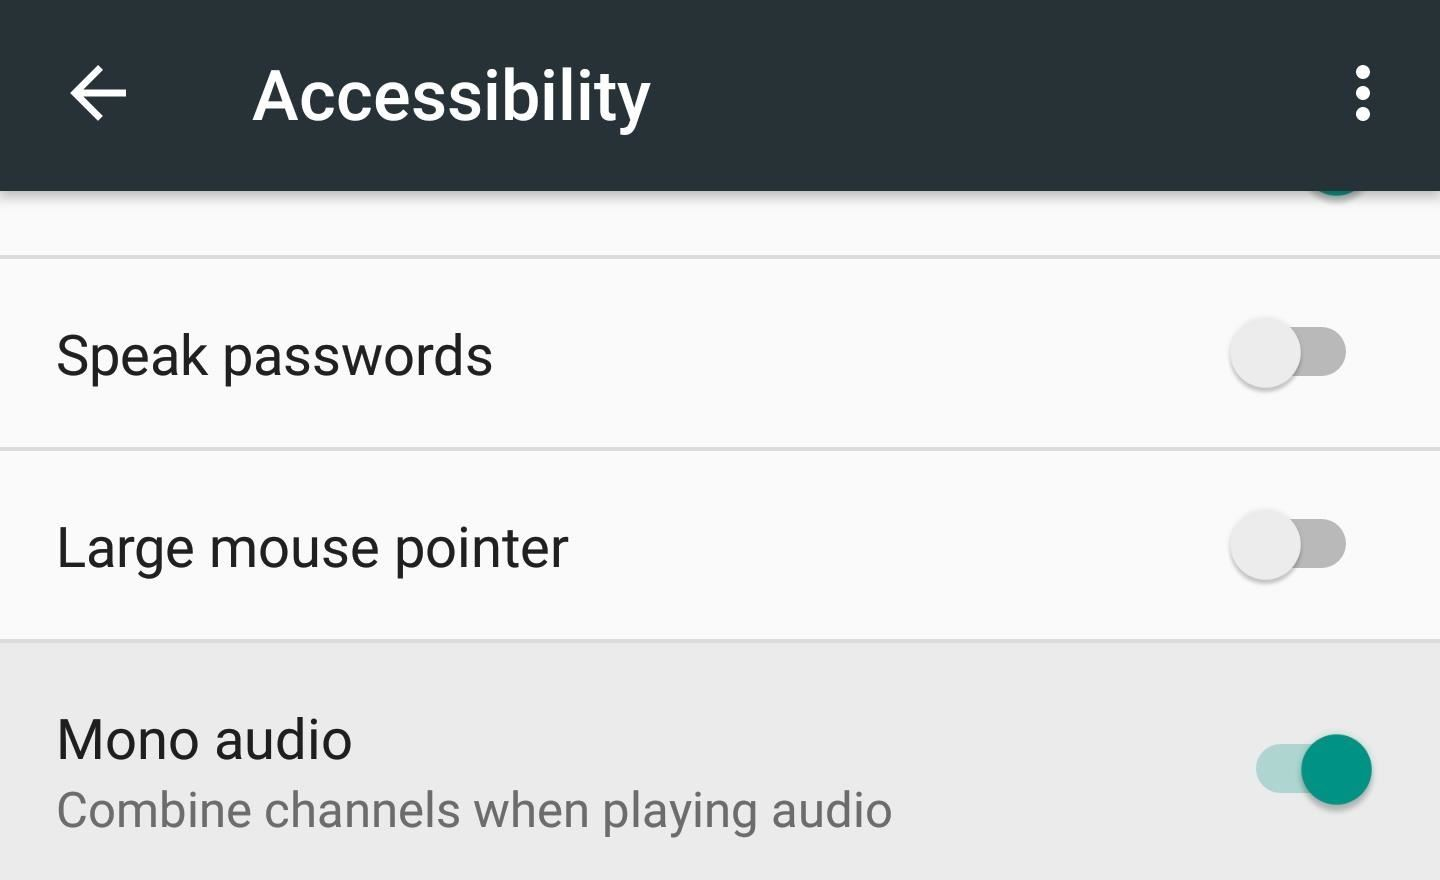 Accessibility
Speak passwords
Large mouse pointer
Mono audio
Combine channels when playing audio